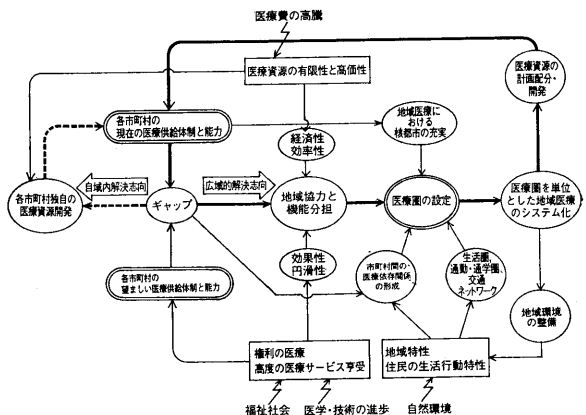 医療費の高騰
医療資源の有限性と高価性
医療資源の
計画配分・
開発
各市町村の
現在の医療供給体制と能力
経済性
効率性
地域医療に
おける
核都市の充実
自域内解決志向
広域的解決志向
各市町村独自の
医療資源開発
ギャップ
地域協力と
機能分担
医療圏の設定
医療圏を単位
とした地域医療
のシステム化
効果性
円滑性
市町村間の・
医療依存関係
の形成
生活圏,
通勤・通学圏,
交通
ネットワーク
各市町村の
望ましい医療供給体制と能力
地域環境
の整備
権利の医療
高度の医療サービス享受
地域特性
住民の生活行動特性
福祉社会
医学・技術の進歩
自然環境